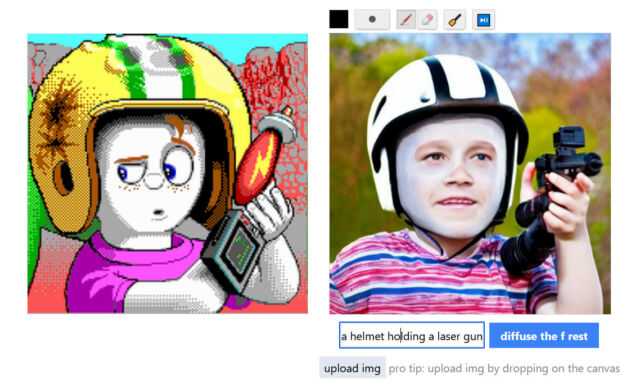 a helmet holding a laser gun
diffuse the f rest
upload img pro tip: upload img by dropping on the canvas